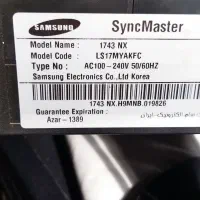 SAMSUNG SyncMaster
Model Name : 1743 NX
Model Code : LS17MYAKFC
Type No : AC100-240V 50/60HZ
Samsung Electronics Co.,Ltd Korea
1743 NX.H9MNB.019826
Guarantee Expiration :
Azar - 1389